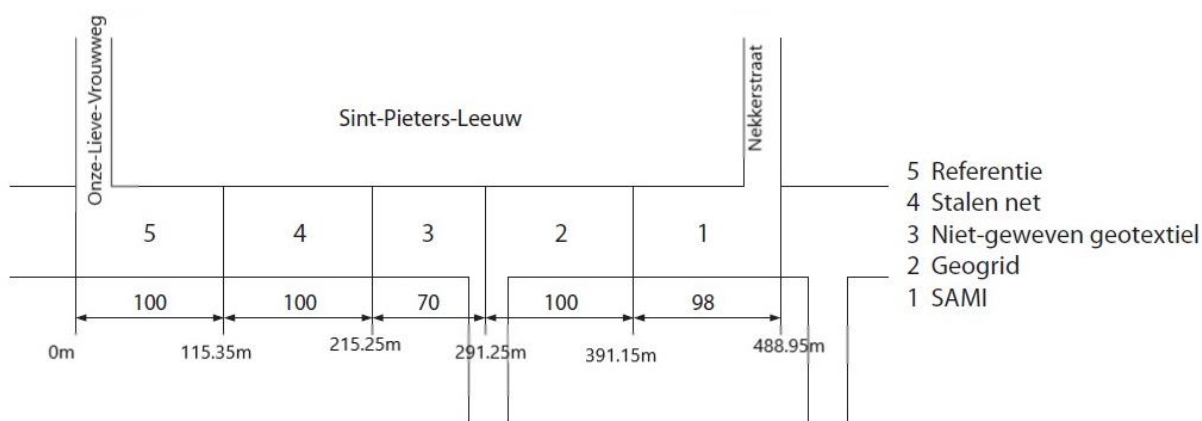 Onze-Lieve-Vrouwweg
Sint-Pieters-Leeuw
Nekkerstraat
5 4 3 2 1
100 100 70 100 98
0m 115.35m 215.25m 291.25m 391.15m 488.95m
5 Referentie
4 Stalen net
3 Niet-geweven geotextiel
2 Geogrid
1 SAMI